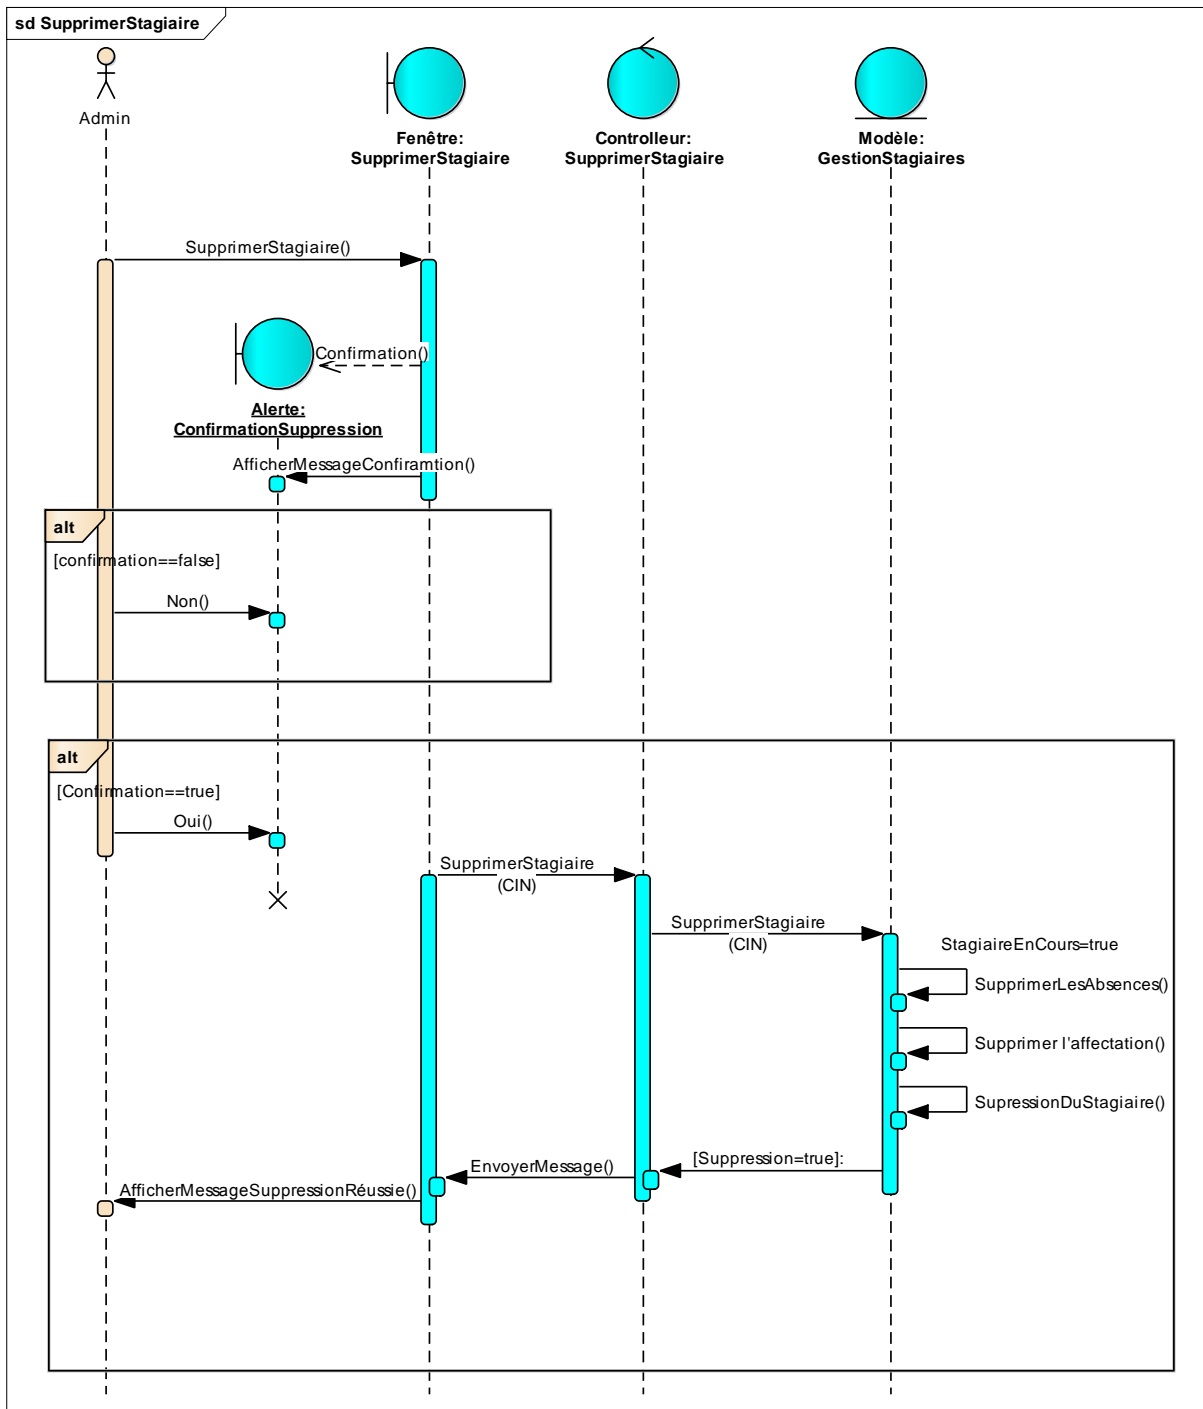 sd SupprimerStagiaire
Admin
Fenêtre:
SupprimerStagiaire
Controlleur:
SupprimerStagiaire
Modèle:
GestionStagiaires
SupprimerStagiaire()
Confirmation()
Alerte:
ConfirmationSuppression
AfficherMessageConfiramtion()
alt
[confirmation==false]
Non()
alt
[Confirmation==true]
Oui()
SupprimerStagiaire
(CIN)
SupprimerStagiaire
(CIN)
StagiaireEnCours=true
SupprimerLesAbsences()
Supprimer l'affectation()
SupressionDuStagiaire()
[Suppression=true]:
EnvoyerMessage()
AfficherMessageSuppressionRéussie()